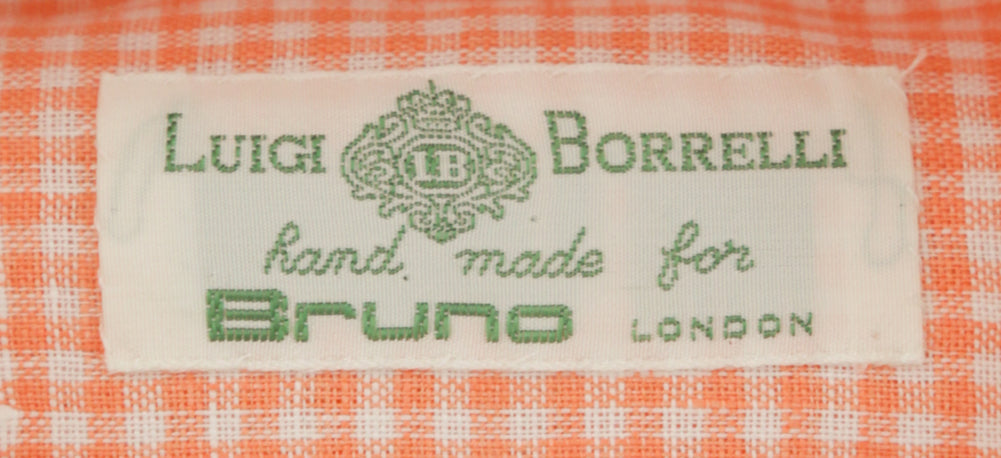 LUIGI LB BORRELLI
hand made for
Bruno LONDON